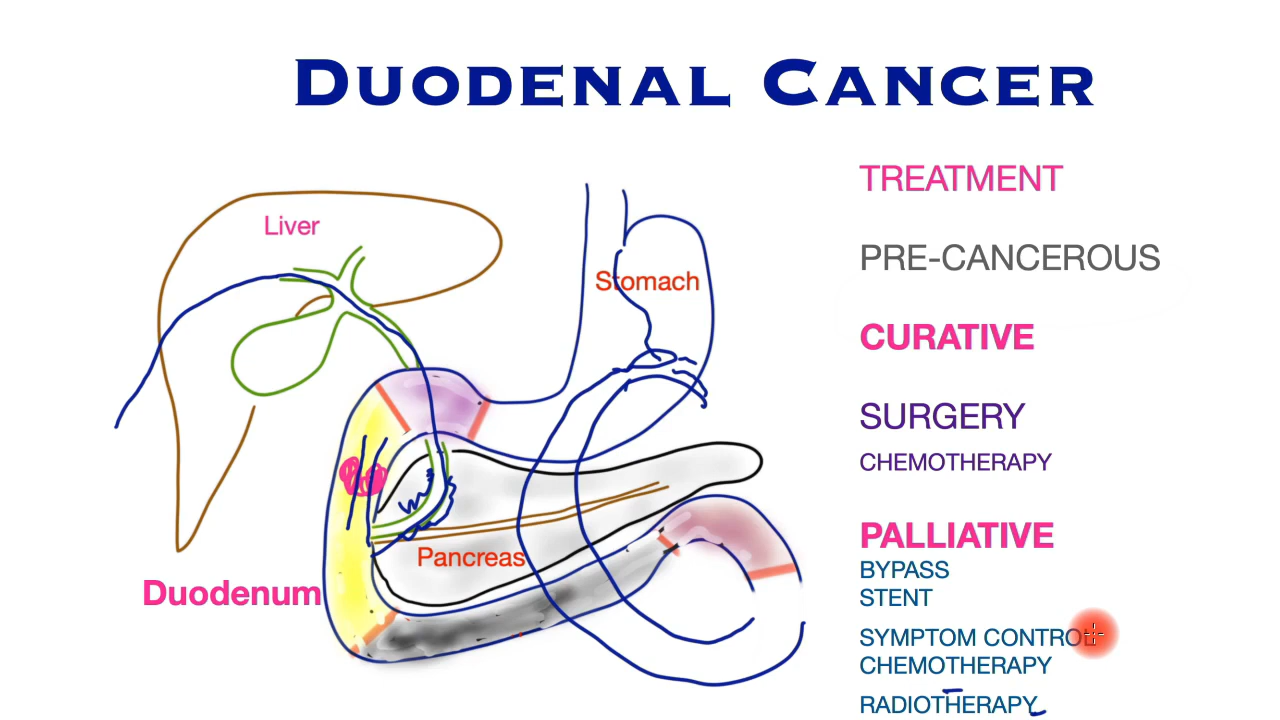 DUODENAL CANCER
TREATMENT
Liver
PRE-CANCEROUS
Stomach
CURATIVE
SURGERY
CHEMOTHERAPY
PALLIATIVE
Pancreas
BYPASS
Duodenum
STENT
SYMPTOM CONTROL
CHEMOTHERAPY
RADIOTHERAPY